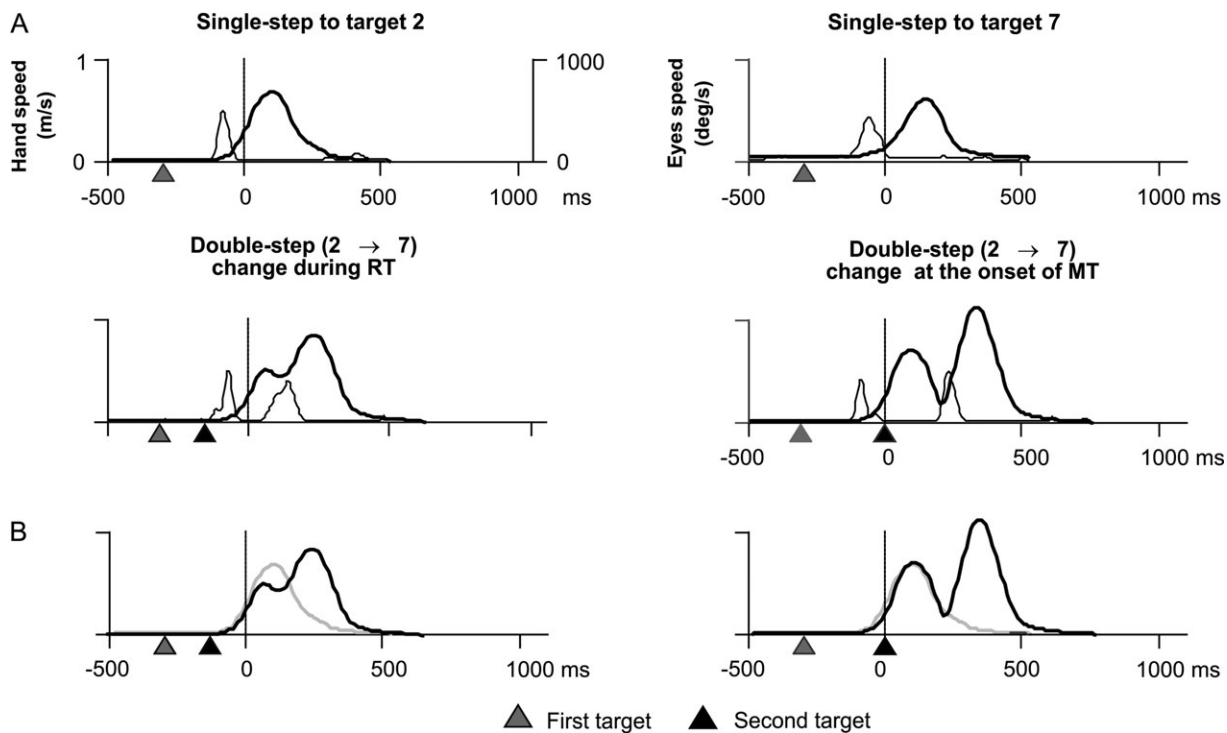 A
Single-step to target 2
Single-step to target 7
Hand speed
(m/s)
1
0
1000
0
Eyes speed
(deg/s)
-500 0 500 1000 ms
-500 0 500 1000 ms
Double-step (2 → 7)
change during RT
Double-step (2 → 7)
change at the onset of MT
-500 0 500 1000 ms
B
-500 0 500 1000 ms
-500 0 500 1000 ms
First target Second target